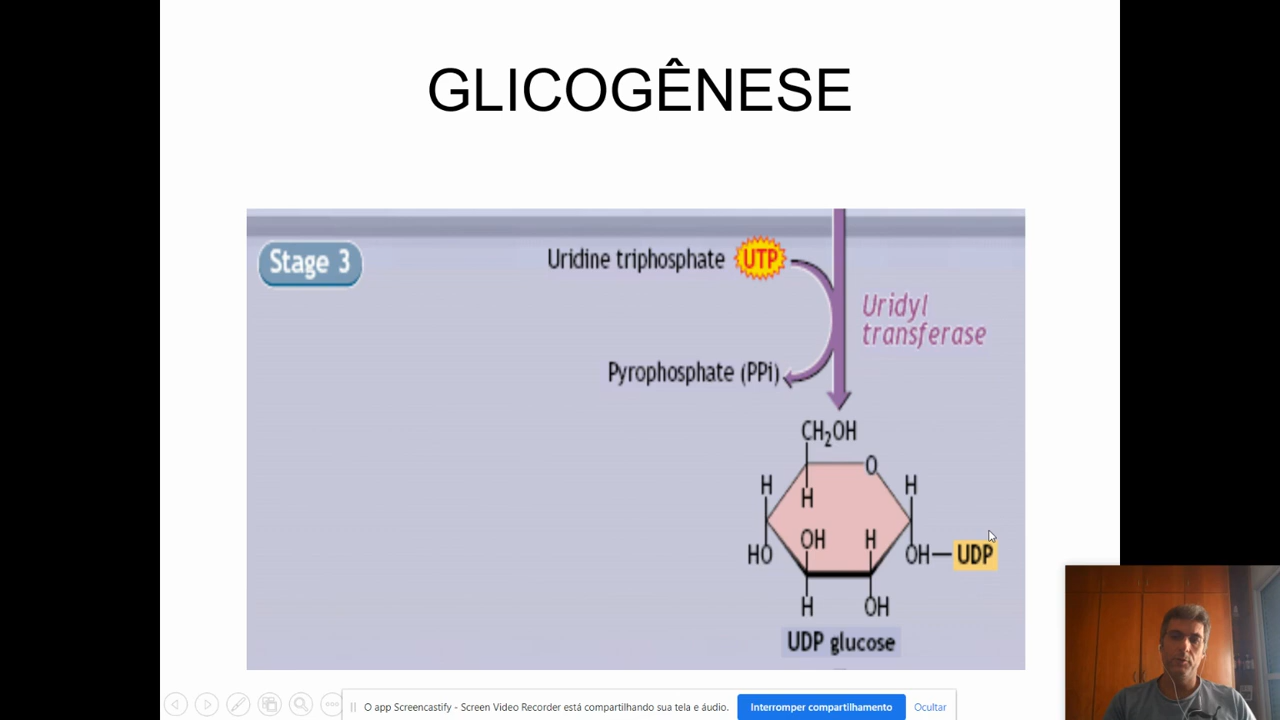 GLICOGÊNESE
Stage 3
Uridine triphosphate UTP
Uridyl
transferase
Pyrophosphate (PPi)
CH2OH
O
H
H
H
OH
H
HO
OH
UDP
H
OH
UDP glucose
O app Screencastify - Screen Video Recorder está compartilhando sua tela e áudio.
Interromper compartilhamento
Ocultar